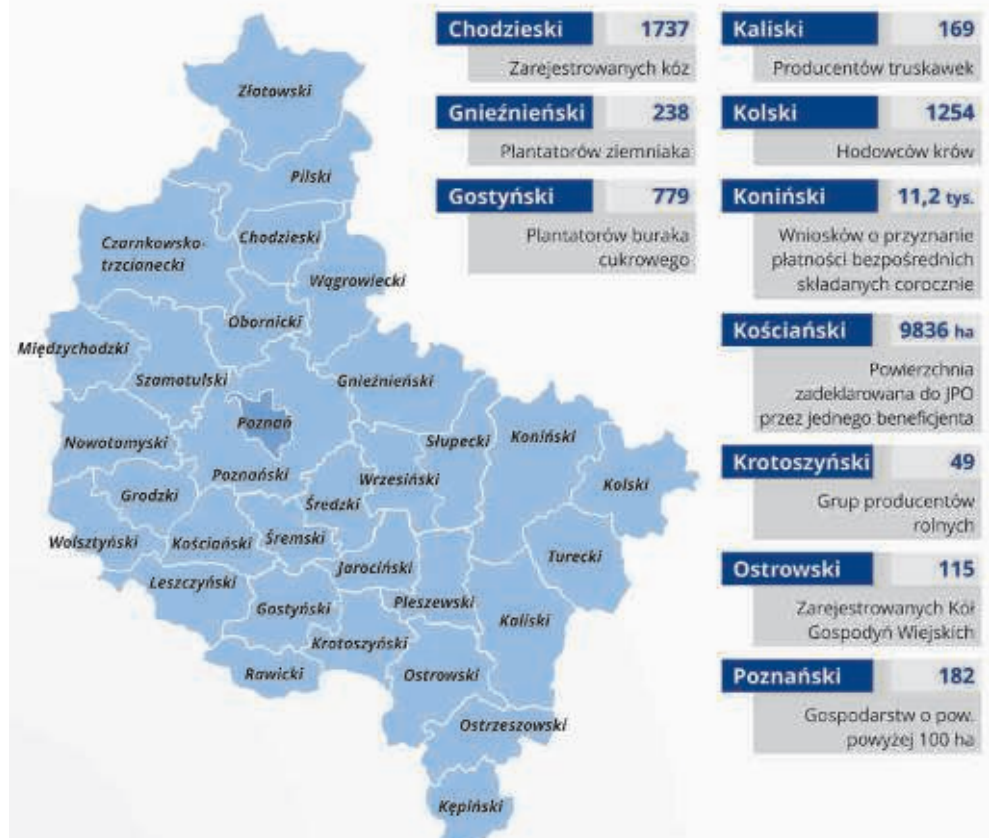 Złotowski
Pilski
Czarnkowsko-
trzcianecki
Chodzieski
Wągrowiecki
Obornicki
Międzychodzki
Szamotulski
Gnieźnieński
Poznań
Nowotomyski
Słupecki
Koniński
Poznański
Wrzesiński
Kolski
Grodzki
Średzki
Wolsztyński
Kościański
Śremski
Turecki
Jarociński
Leszczyński
Gostyński
Pleszewski
Kaliski
Krotoszyński
Rawicki
Ostrowski
Ostrzeszowski
Kępiński
Chodzieski 1737
Zarejestrowanych kóz
Gnieźnieński 238
Plantatorów ziemniaka
Gostyński 779
Plantatorów buraka
cukrowego
Kaliski 169
Producentów truskawek
Kolski 1254
Hodowców krów
Koniński 11,2 tys.
Wniosków o przyznanie
płatności bezpośrednich
składanych corocznie
Kościański 9836 ha
Powierzchnia
zadeklarowana do JPO
przez jednego beneficjenta
Krotoszyński 49
Grup producentów
rolnych
Ostrowski 115
Zarejestrowanych Kół
Gospodyń Wiejskich
Poznański 182
Gospodarstw o pow.
powyżej 100 ha